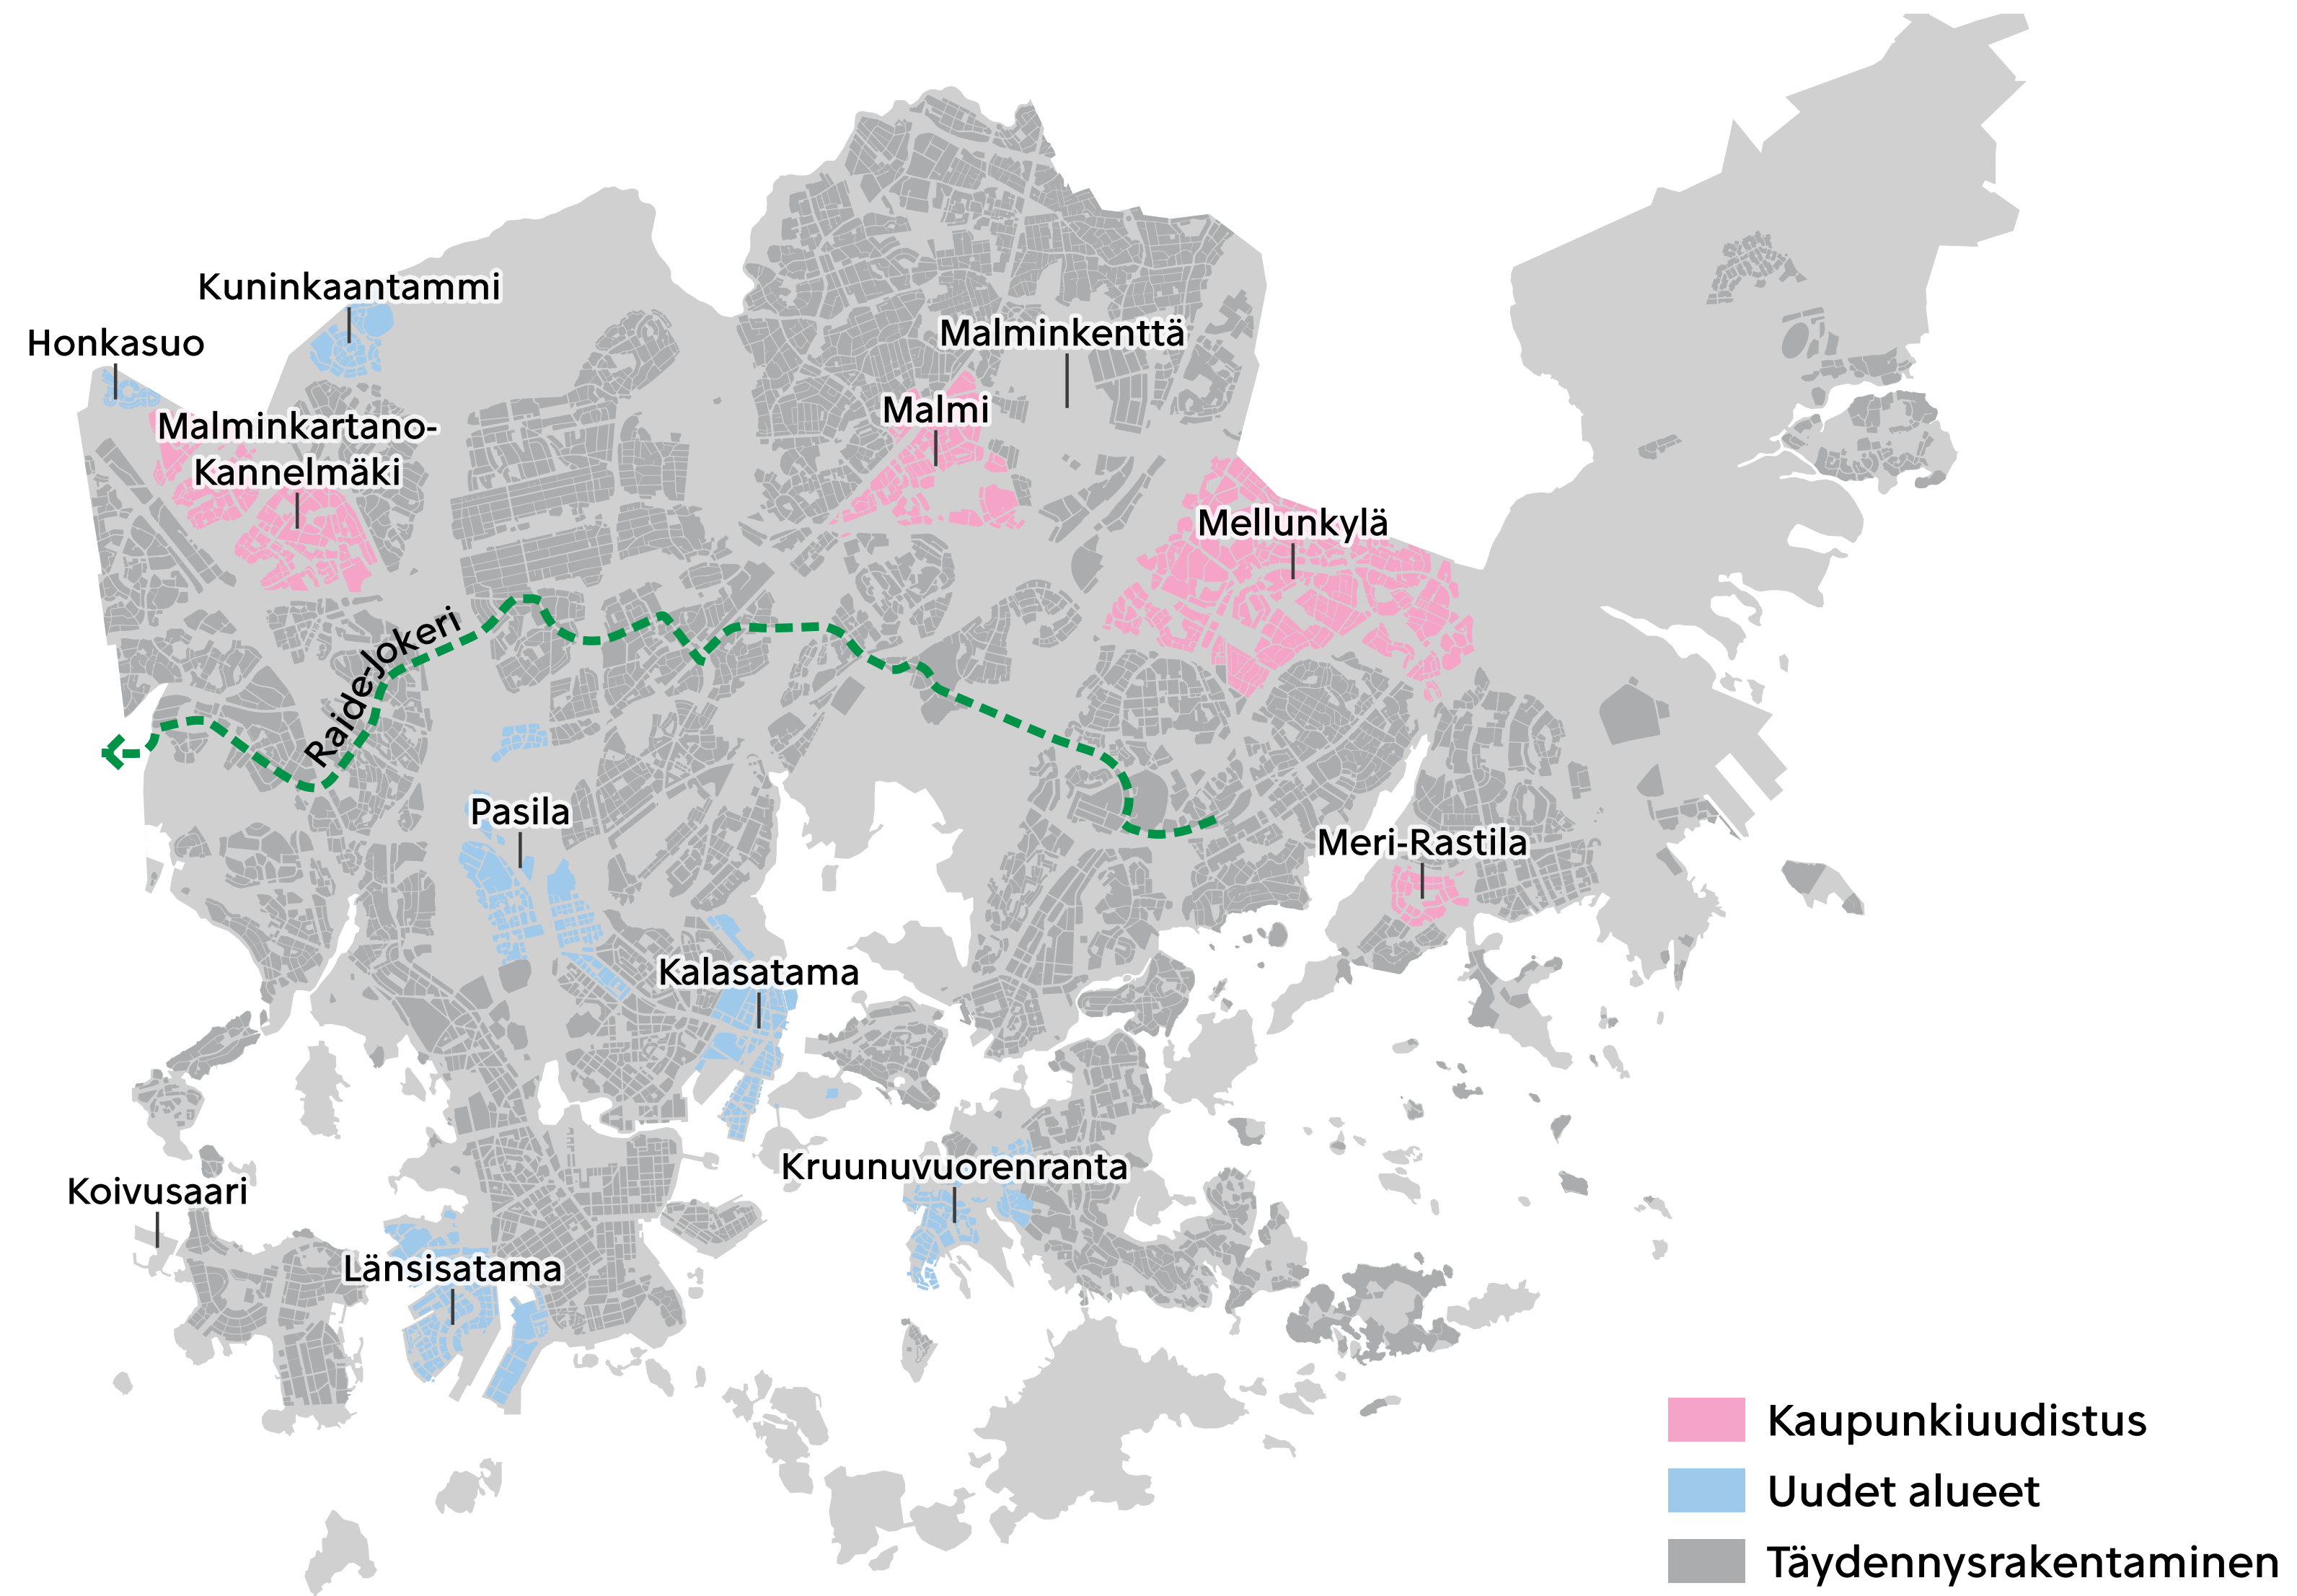 Kuninkaantammi
Honkasuo
Malminkenttä
Malmi
Malminkartano-
Kannelmäki
Mellunkylä
Raide-Jokeri
Pasila
Meri-Rastila
Kalasatama
Kruunuvuorenranta
Koivusaari
Länsisatama
Kaupunkiuudistus
Uudet alueet
Täydennysrakentaminen